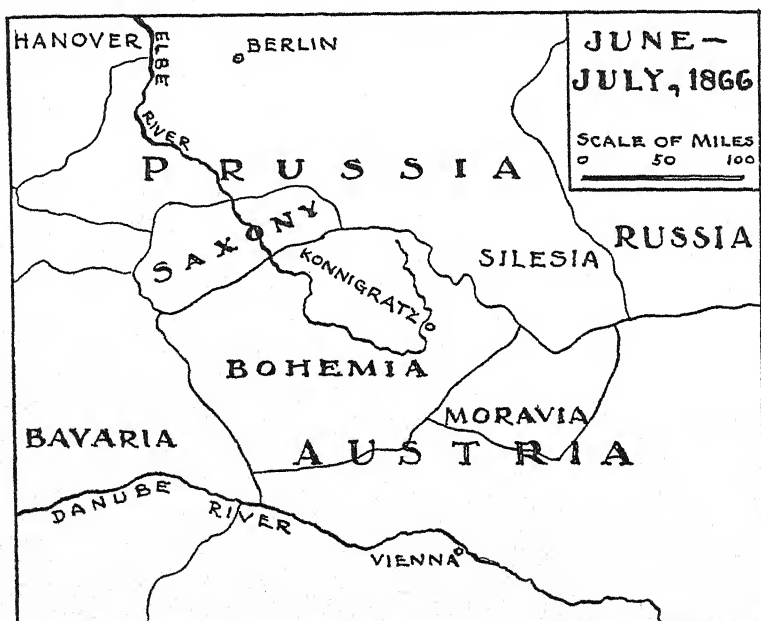 HANOVER
ELBE
RIVER
BERLIN
JUNE–
JULY, 1866
SCALE OF MILES
0 50 100
PRUSSIA
SAXONY
KONNIGRATZ
SILESIA
RUSSIA
BOHEMIA
MORAVIA
BAVARIA
AUSTRIA
DANUBE RIVER
VIENNA